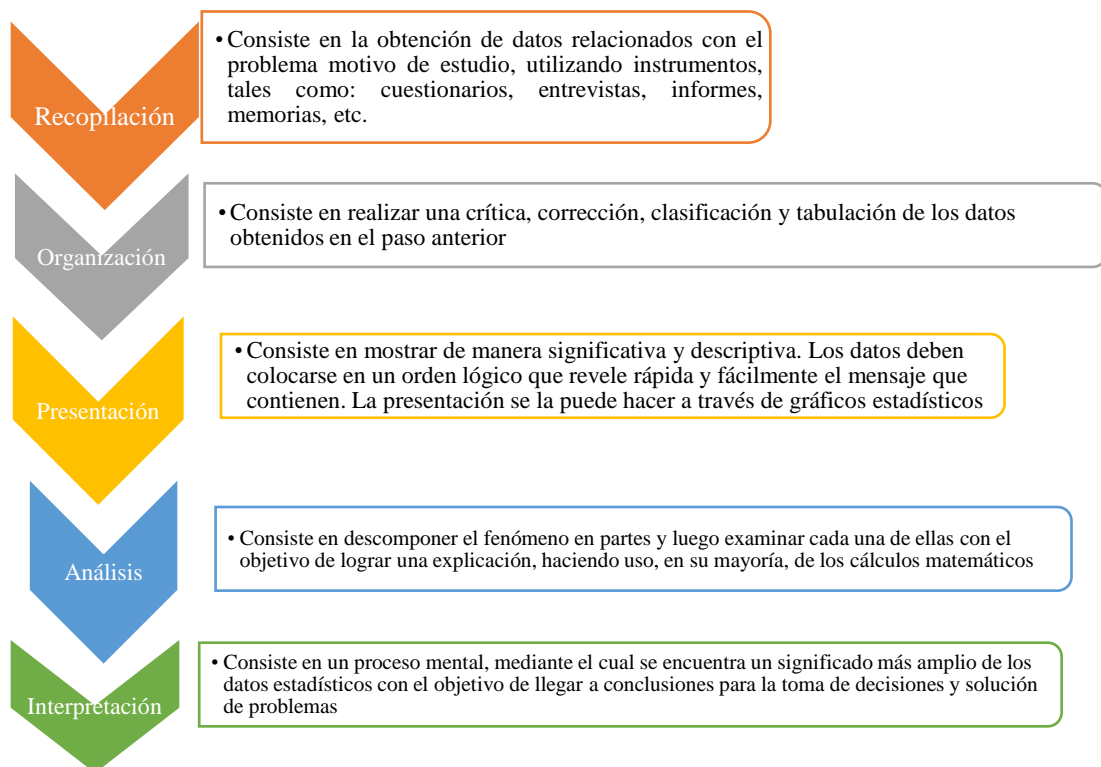 Recopilación
• Consiste en la obtención de datos relacionados con el
problema motivo de estudio, utilizando instrumentos,
tales como: cuestionarios, entrevistas, informes,
memorias, etc.
Organización
• Consiste en realizar una crítica, corrección, clasificación y tabulación de los datos
obtenidos en el paso anterior
Presentación
• Consiste en mostrar de manera significativa y descriptiva. Los datos deben
colocarse en un orden lógico que revele rápida y fácilmente el mensaje que
contienen. La presentación se la puede hacer a través de gráficos estadísticos
Análisis
• Consiste en descomponer el fenómeno en partes y luego examinar cada una de ellas con el
objetivo de lograr una explicación, haciendo uso, en su mayoría, de los cálculos matemáticos
Interpretación
• Consiste en un proceso mental, mediante el cual se encuentra un significado más amplio de los
datos estadísticos con el objetivo de llegar a conclusiones para la toma de decisiones y solución
de problemas